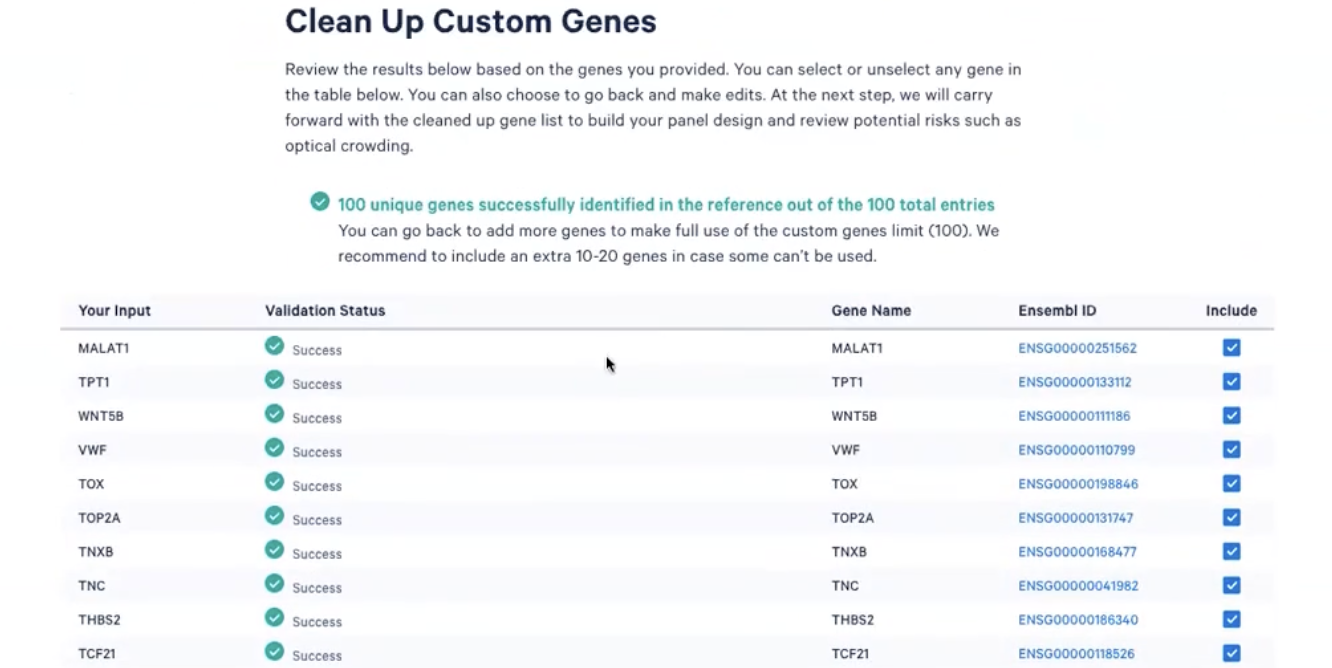 Clean Up Custom Genes
Review the results below based on the genes you provided. You can select or unselect any gene in
the table below. You can also choose to go back and make edits. At the next step, we will carry
forward with the cleaned up gene list to build your panel design and review potential risks such as
optical crowding.
100 unique genes successfully identified in the reference out of the 100 total entries
You can go back to add more genes to make full use of the custom genes limit (100). We
recommend to include an extra 10-20 genes in case some can't be used.
Your Input Validation Status Gene Name Ensembl ID Include
MALAT1 Success MALAT1 ENSG00000251562
TPT1 Success TPT1 ENSG00000133112
WNT5B Success WNT5B ENSG00000111186
VWF Success VWF ENSG00000110799
TOX Success TOX ENSG00000198846
TOP2A Success TOP2A ENSG00000131747
TNXB Success TNXB ENSG00000168477
TNC Success TNC ENSG00000041982
THBS2 Success THBS2 ENSG00000186340
TCF21 Success TCF21 ENSG00000118526